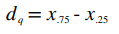 d_q = x_.75 - x_.25